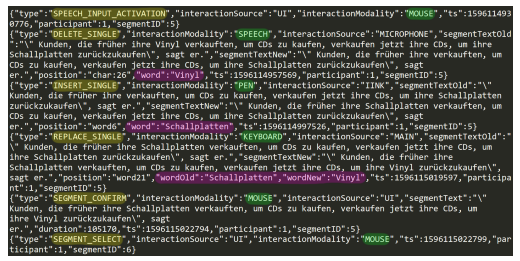 {"type":"SPEECH_INPUT_ACTIVATION","interactionSource":"UI","interactionModality":"MOUSE","ts":159611493
0776,"participant":1,"segmentID":5}
{"type":"DELETE_SINGLE","interactionModality":"SPEECH","interactionSource":"MICROPHONE","segmentTextOld
":"\" Kunden, die früher ihre Vinyl verkauften, um CDs zu kaufen, verkaufen jetzt ihre CDs, um ihre
Schallplatten zurückzukaufen\", sagt er.","segmentTextNew":"\" Kunden, die früher ihre verkauften, um
CDs zu kaufen, verkaufen jetzt ihre CDs, um ihre Schallplatten zurückzukaufen\", sagt
er.","position":"char:26","word":"Vinyl","ts":1596114957569,"participant":1,"segmentID":5}
{"type":"INSERT_SINGLE","interactionModality":"PEN","interactionSource":"IINK","segmentTextOld":"\"
Kunden, die früher ihre verkauften, um CDs zu kaufen, verkaufen jetzt ihre CDs, um ihre Schallplatten
zurückzukaufen\", sagt er.","segmentTextNew":"\" Kunden, die früher ihre Schallplatten verkauften, um
CDs zu kaufen, verkaufen jetzt ihre CDs, um ihre Schallplatten zurückzukaufen\", sagt
er.","position":"word6","word":"Schallplatten","ts":1596114997526,"participant":1,"segmentID":5}
{"type":"REPLACE_SINGLE","interactionModality":"KEYBOARD","interactionSource":"MAIN","segmentTextOld":"
\" Kunden, die früher ihre Schallplatten verkauften, um CDs zu kaufen, verkaufen jetzt ihre CDs, um
ihre Schallplatten zurückzukaufen\", sagt er.","segmentTextNew":"\" Kunden, die früher ihre
Schallplatten verkauften, um CDs zu kaufen, verkaufen jetzt ihre CDs, um ihre Vinyl zurückzukaufen\",
sagt er.","position":"word21","wordOld":"Schallplatten","wordNew":"Vinyl","ts":1596115019597,"participa
nt":1,"segmentID":5}
{"type":"SEGMENT_CONFIRM","interactionModality":"MOUSE","interactionSource":"UI","segmentText":"\"
Kunden, die früher ihre Schallplatten verkauften, um CDs zu kaufen, verkaufen jetzt ihre CDs, um
ihre Vinyl zurückzukaufen\", sagt
er.","duration":105170,"ts":1596115022794,"participant":1,"segmentID":5}
{"type":"SEGMENT_SELECT","interactionSource":"UI","interactionModality":"MOUSE","ts":1596115022799,"par
ticipant":1,"segmentID":6}